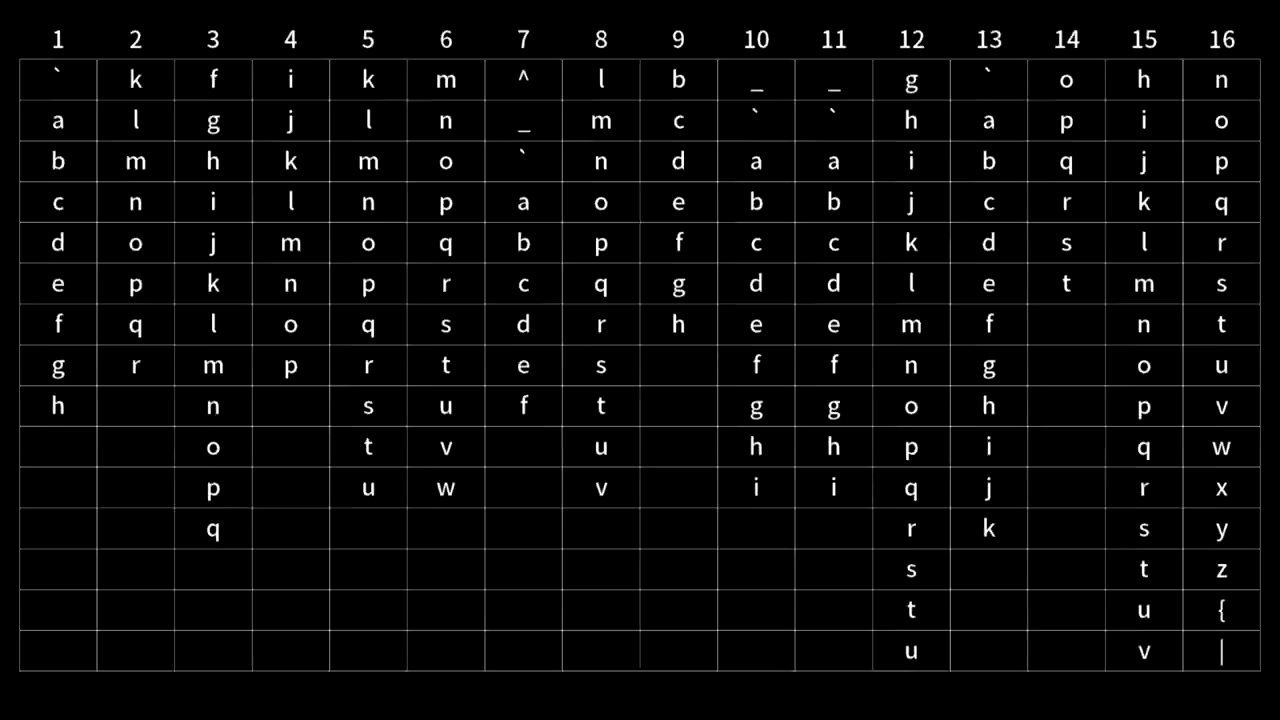 1 2 3 4 5 6 7 8 9 10 11 12 13 14 15 16
` k f i k m ^ l b _ _ g ` o h n
a l g j l n _ m c ` ` h a p i o
b m h k m o ` n d a a i b q j p
c n i l n p a o e b b j c r k q
d o j m o q b p f c c k d s l r
e p k n p r c q g d d l e t m s
f q l o q s d r h e e m f n t
g r m p r t e s f f n g o u
h n s u f t g g o h p v
o t v u h h p i q w
p u w v i i q j r x
q r k s y
s t z
t u {
u v |